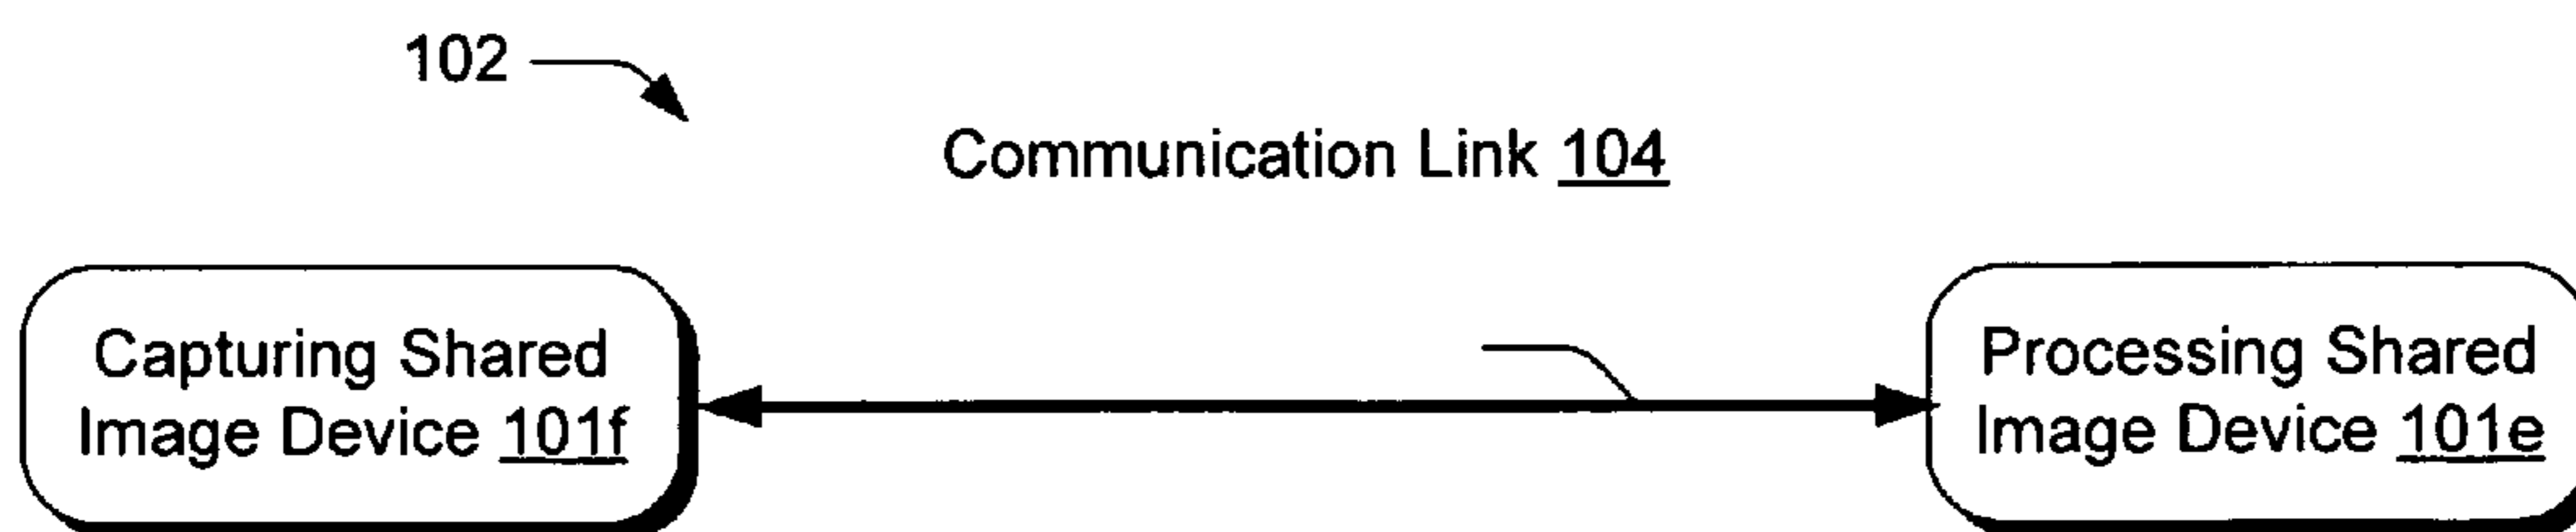 102
Communication Link 104
Capturing Shared
Image Device 101f
Processing Shared
Image Device 101e